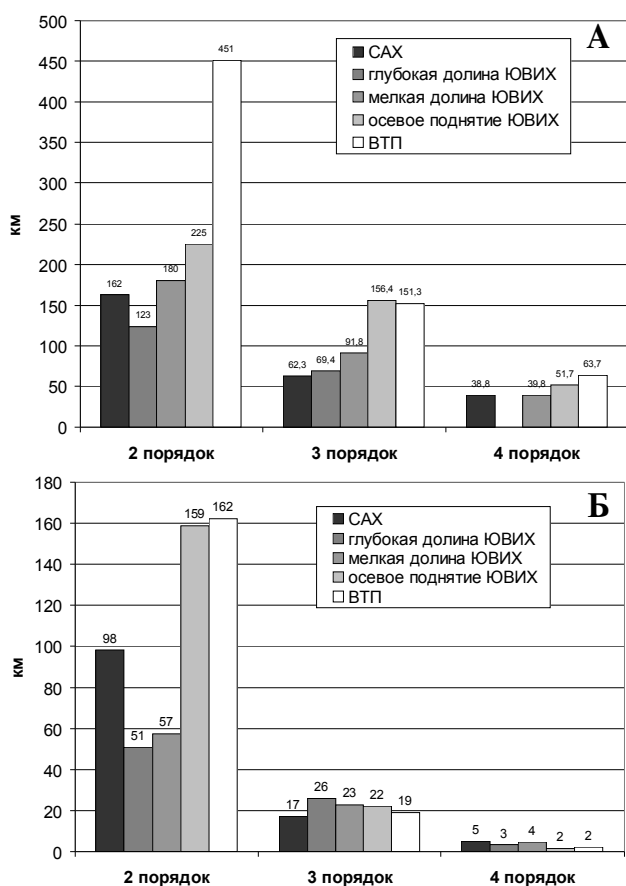 500
450
400
350
300
250
200
150
100
50
0
км
А
САХ
глубокая долина ЮВИХ
мелкая долина ЮВИХ
осевое поднятие ЮВИХ
ВТП
162
123
180
225
451
62,3
69,4
91,8
156,4
151,3
38,8
39,8
51,7
63,7
2 порядок
3 порядок
4 порядок
180
160
140
120
100
80
60
40
20
0
км
Б
САХ
глубокая долина ЮВИХ
мелкая долина ЮВИХ
осевое поднятие ЮВИХ
ВТП
98
51
57
159
162
17
26
23
22
19
5
3
4
2
2
2 порядок
3 порядок
4 порядок